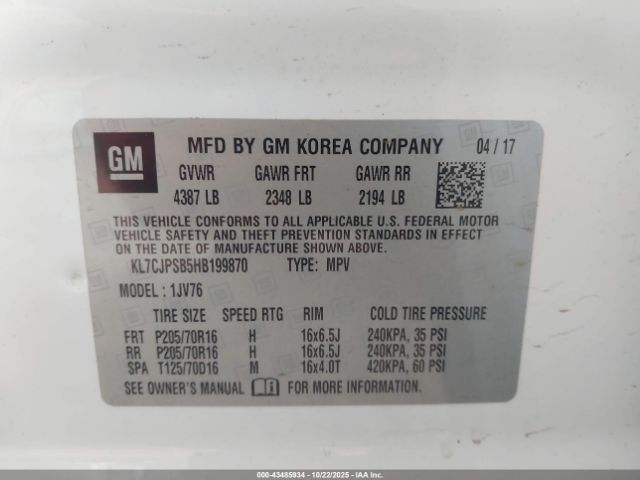 GM
MFD BY GM KOREA COMPANY 04 / 17
GVWR GAWR FRT GAWR RR
4387 LB 2348 LB 2194 LB
THIS VEHICLE CONFORMS TO ALL APPLICABLE U.S. FEDERAL MOTOR
VEHICLE SAFETY AND THEFT PREVENTION STANDARDS IN EFFECT
ON THE DATE OF MANUFACTURE SHOWN ABOVE.
KL7CJPSB5HB199870 TYPE: MPV
MODEL : 1JV76
TIRE SIZE SPEED RTG RIM COLD TIRE PRESSURE
FRT P205/70R16 H 16x6.5J 240KPA, 35 PSI
RR P205/70R16 H 16x6.5J 240KPA, 35 PSI
SPA T125/70D16 M 16x4.0T 420KPA, 60 PSI
SEE OWNER'S MANUAL FOR MORE INFORMATION.
000-43485934 | 10/22/2025 - IAAI.COM